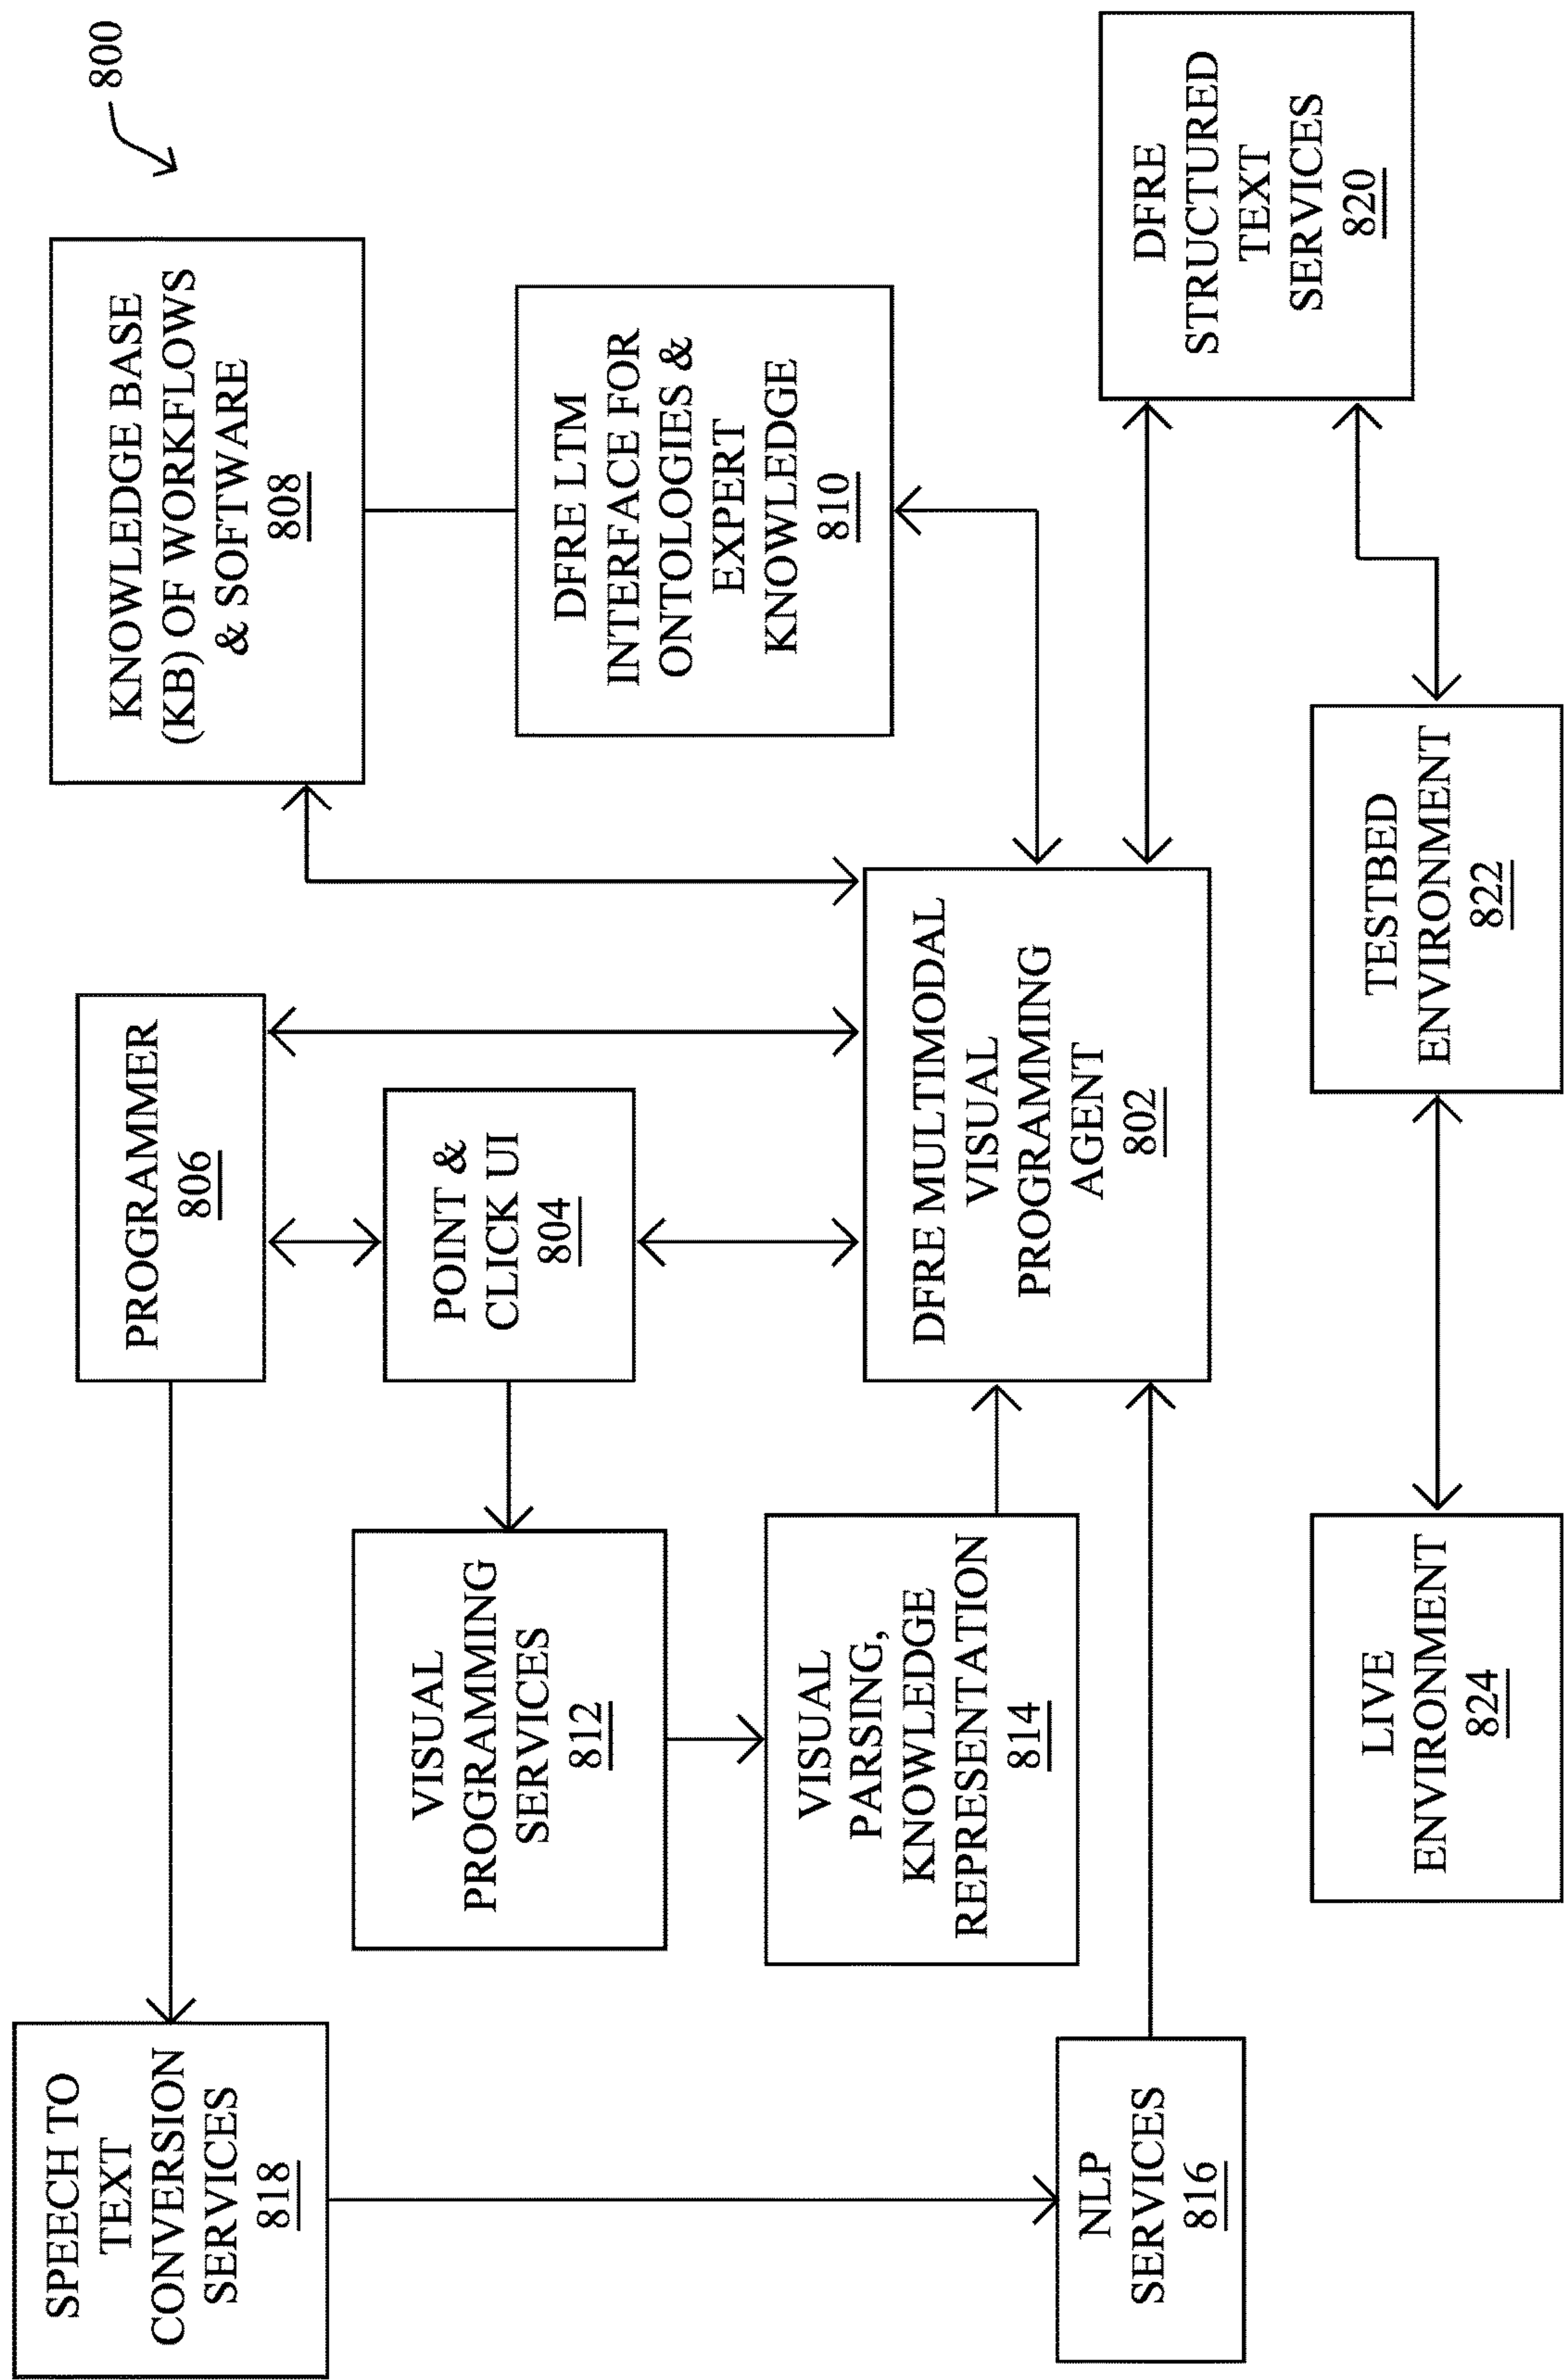 800
SPEECH TO
TEXT
CONVERSION
SERVICES
818
PROGRAMMER
806
KNOWLEDGE BASE
(KB) OF WORKFLOWS
& SOFTWARE
808
VISUAL
PROGRAMMING
SERVICES
812
POINT &
CLICK UI
804
DFRE LTM
INTERFACE FOR
ONTOLOGIES &
EXPERT
KNOWLEDGE
810
VISUAL
PARSING,
KNOWLEDGE
REPRESENTATION
814
DFRE MULTIMODAL
VISUAL
PROGRAMMING
AGENT
802
NLP
SERVICES
816
DFRE
STRUCTURED
TEXT
SERVICES
820
LIVE
ENVIRONMENT
824
TESTBED
ENVIRONMENT
822